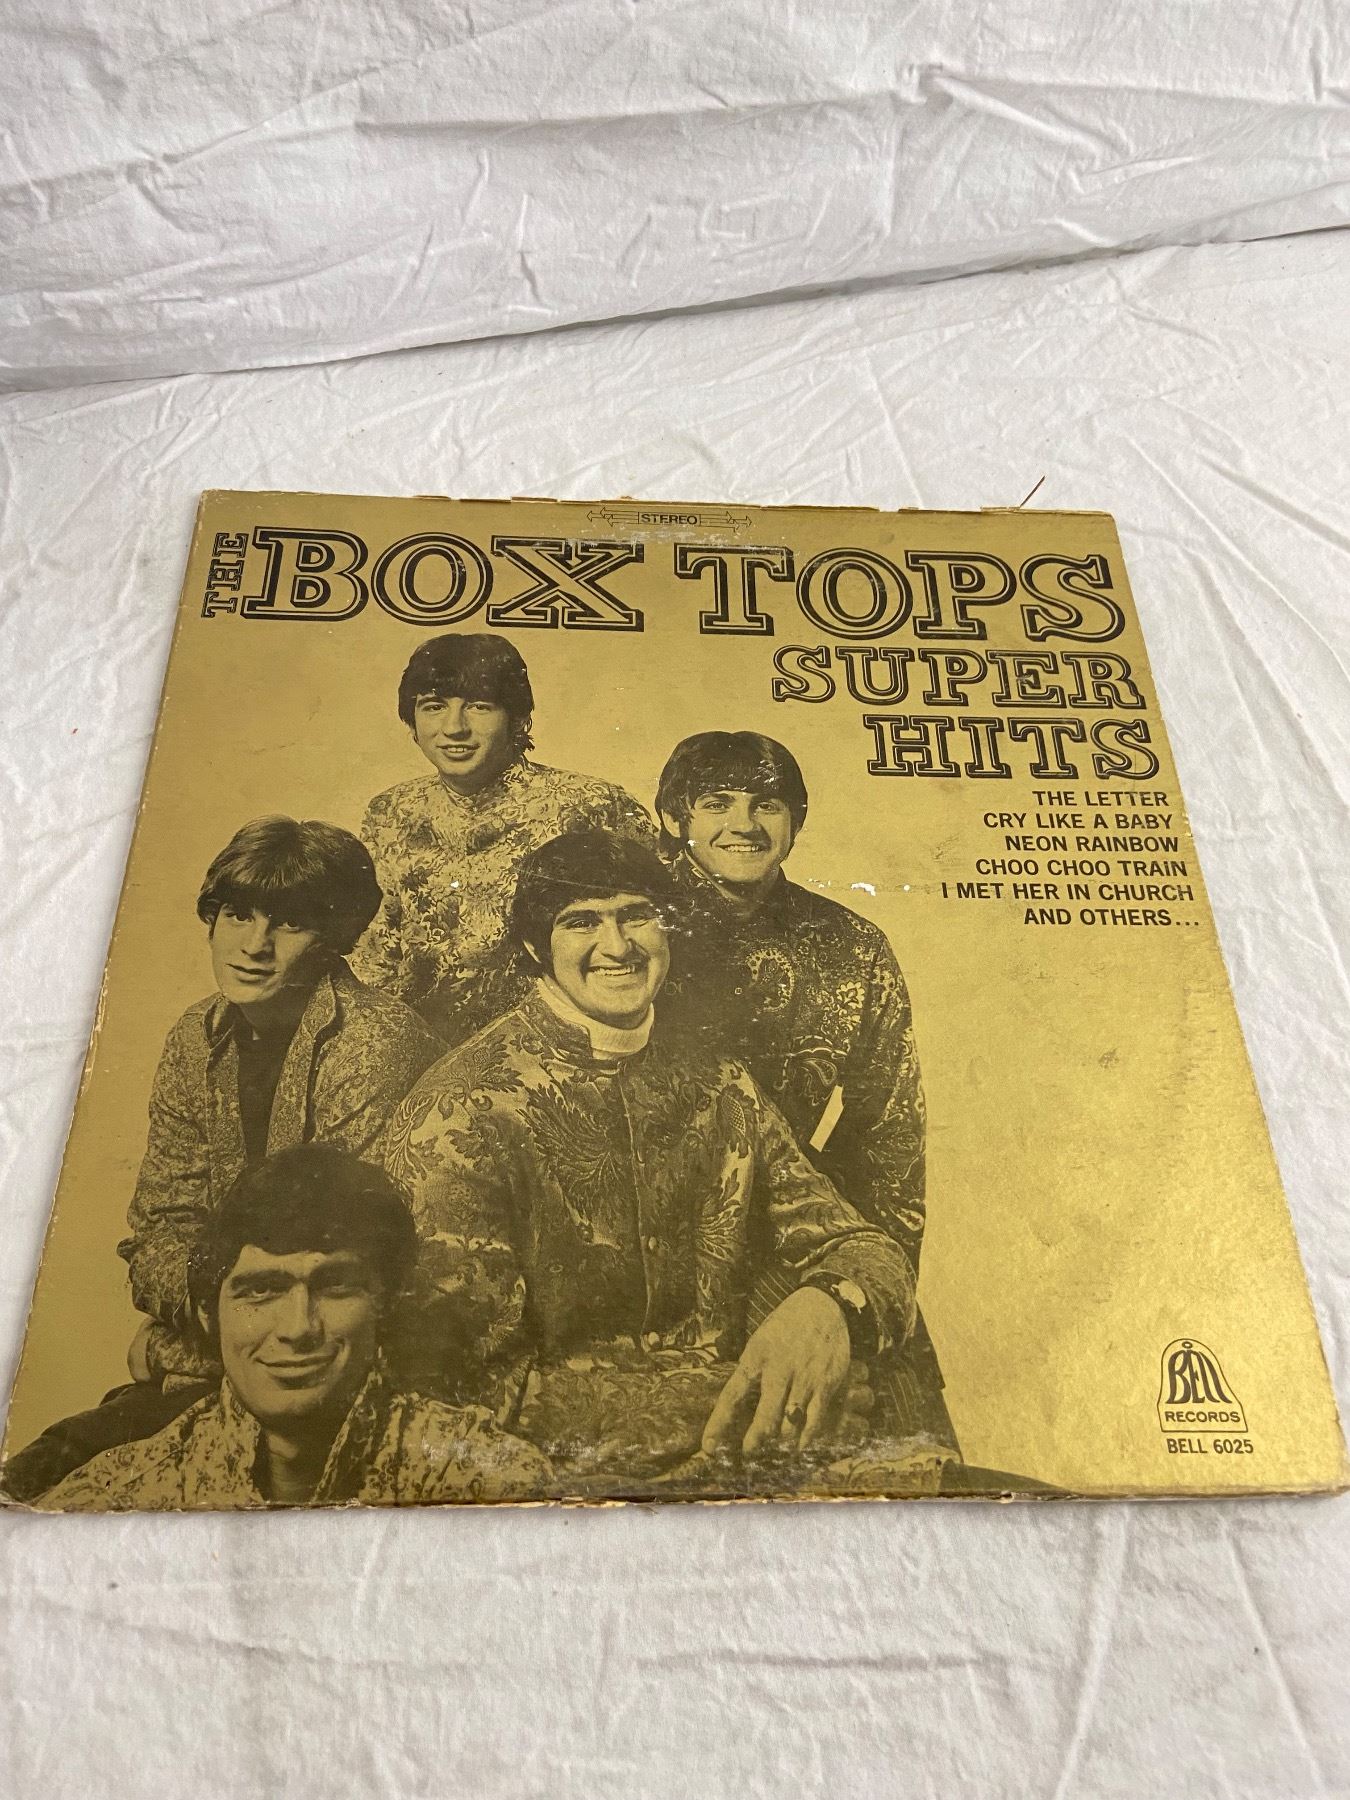 STEREO
THE BOX TOPS
SUPER
HITS
THE LETTER
CRY LIKE A BABY
NEON RAINBOW
CHOO CHOO TRAIN
I MET HER IN CHURCH
AND OTHERS...
BELL
RECORDS
BELL 6025